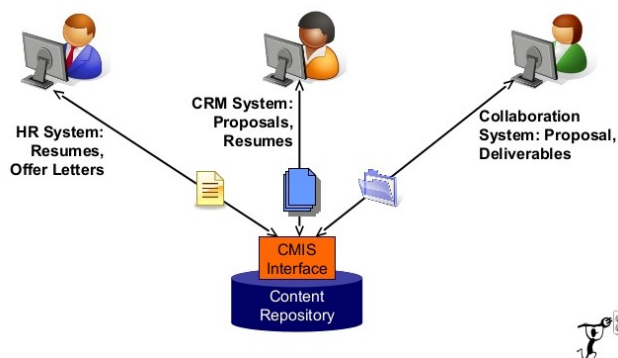 HR System:
Resumes,
Offer Letters
CRM System:
Proposals,
Resumes
Collaboration
System: Proposal,
Deliverables
CMIS
Interface
Content
Repository